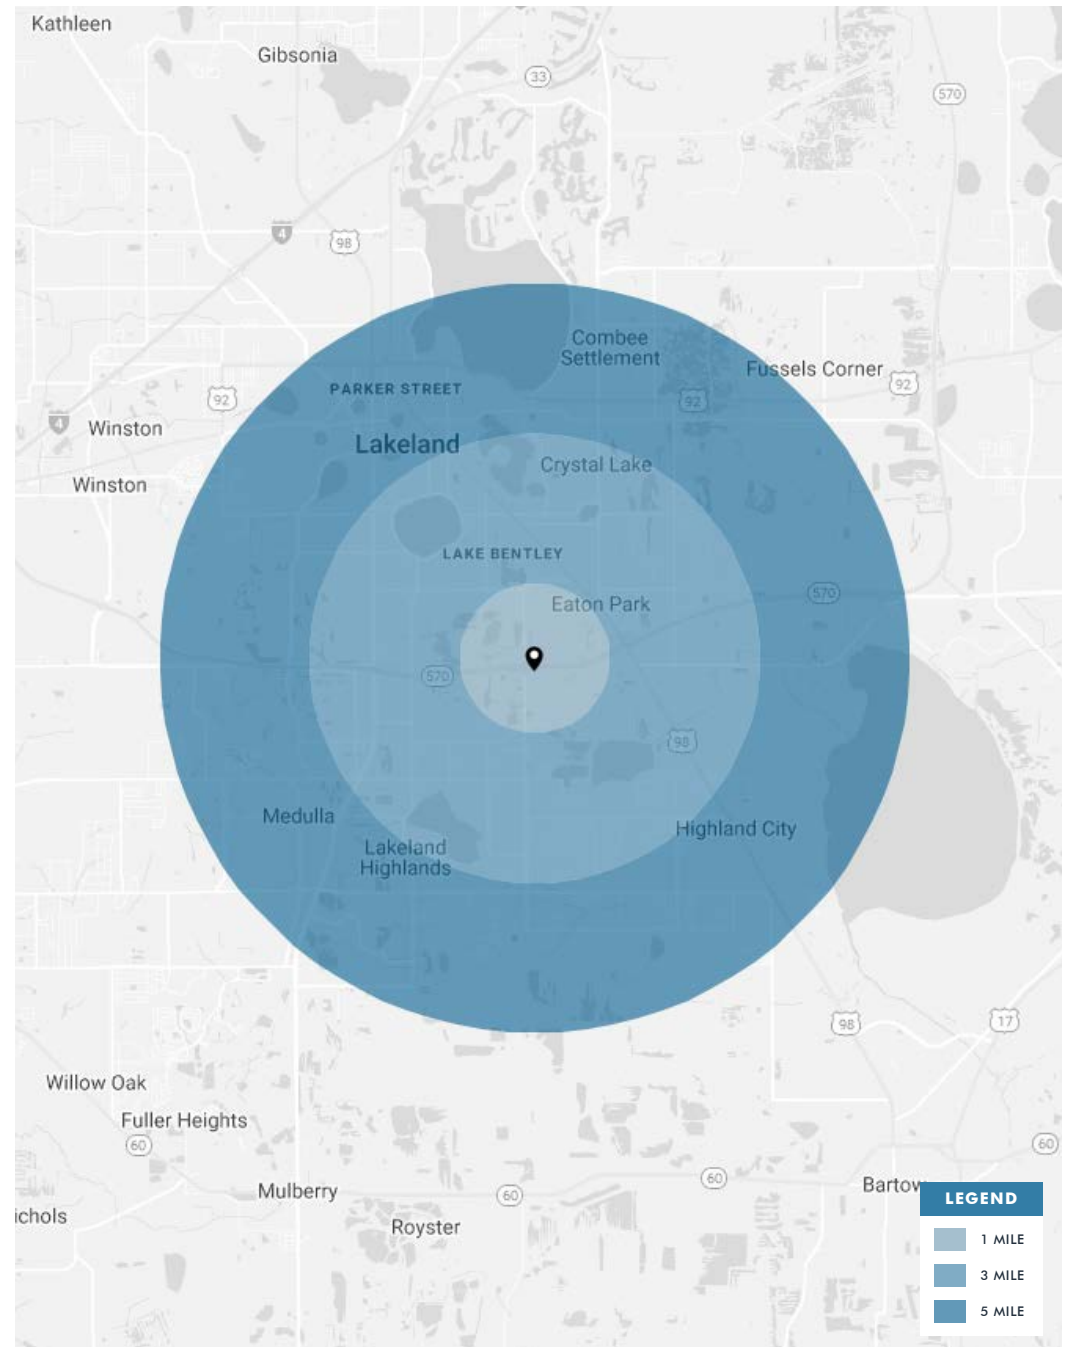 Kathleen
Gibsonia
33
570
4
98
Combee
Settlement
Fussels Corner
92
92
92
PARKER STREET
4
Winston
Lakeland
Crystal Lake
Winston
LAKE BENTLEY
570
Eaton Park
570
98
Medulla
Highland City
Lakeland
Highlands
98
17
Willow Oak
Fuller Heights
60
60
60
Bartow
Mulberry
60
ichols
Royster
LEGEND
1 MILE
3 MILE
5 MILE